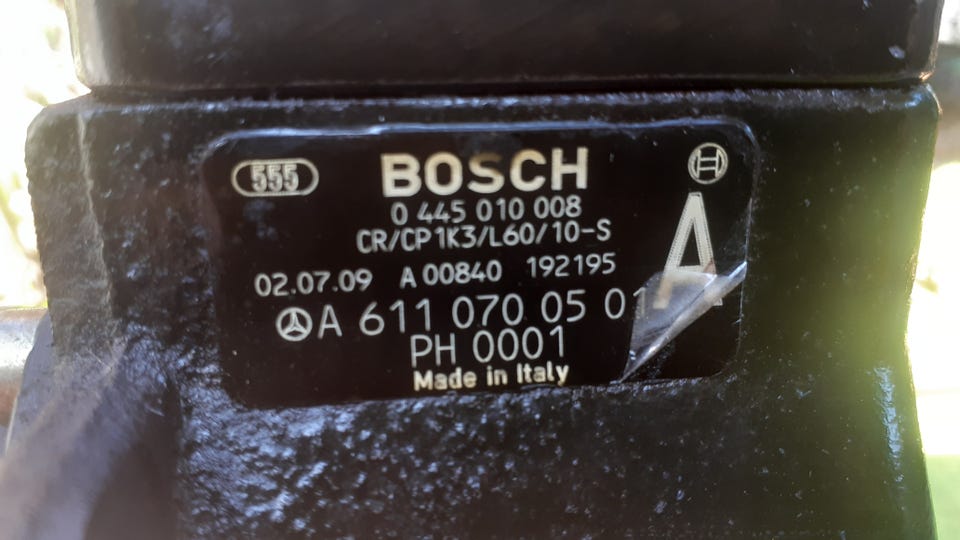 555 BOSCH
0 445 010 008
CR/CP1K3/L60/10-S
A
02.07.09 A 00840 192195
A 611 070 05 01
PH 0001
Made in Italy